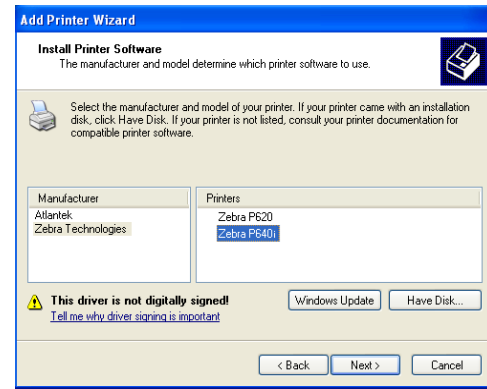 Add Printer Wizard
Install Printer Software
The manufacturer and model determine which printer software to use.
Select the manufacturer and model of your printer. If your printer came with an installation
disk, click Have Disk. If your printer is not listed, consult your printer documentation for
compatible printer software.
Manufacturer
Atlantek
Zebra Technologies
Printers
Zebra P620
Zebra P640i
This driver is not digitally signed!
Tell me why driver signing is important
Windows Update
Have Disk...
< Back
Next >
Cancel